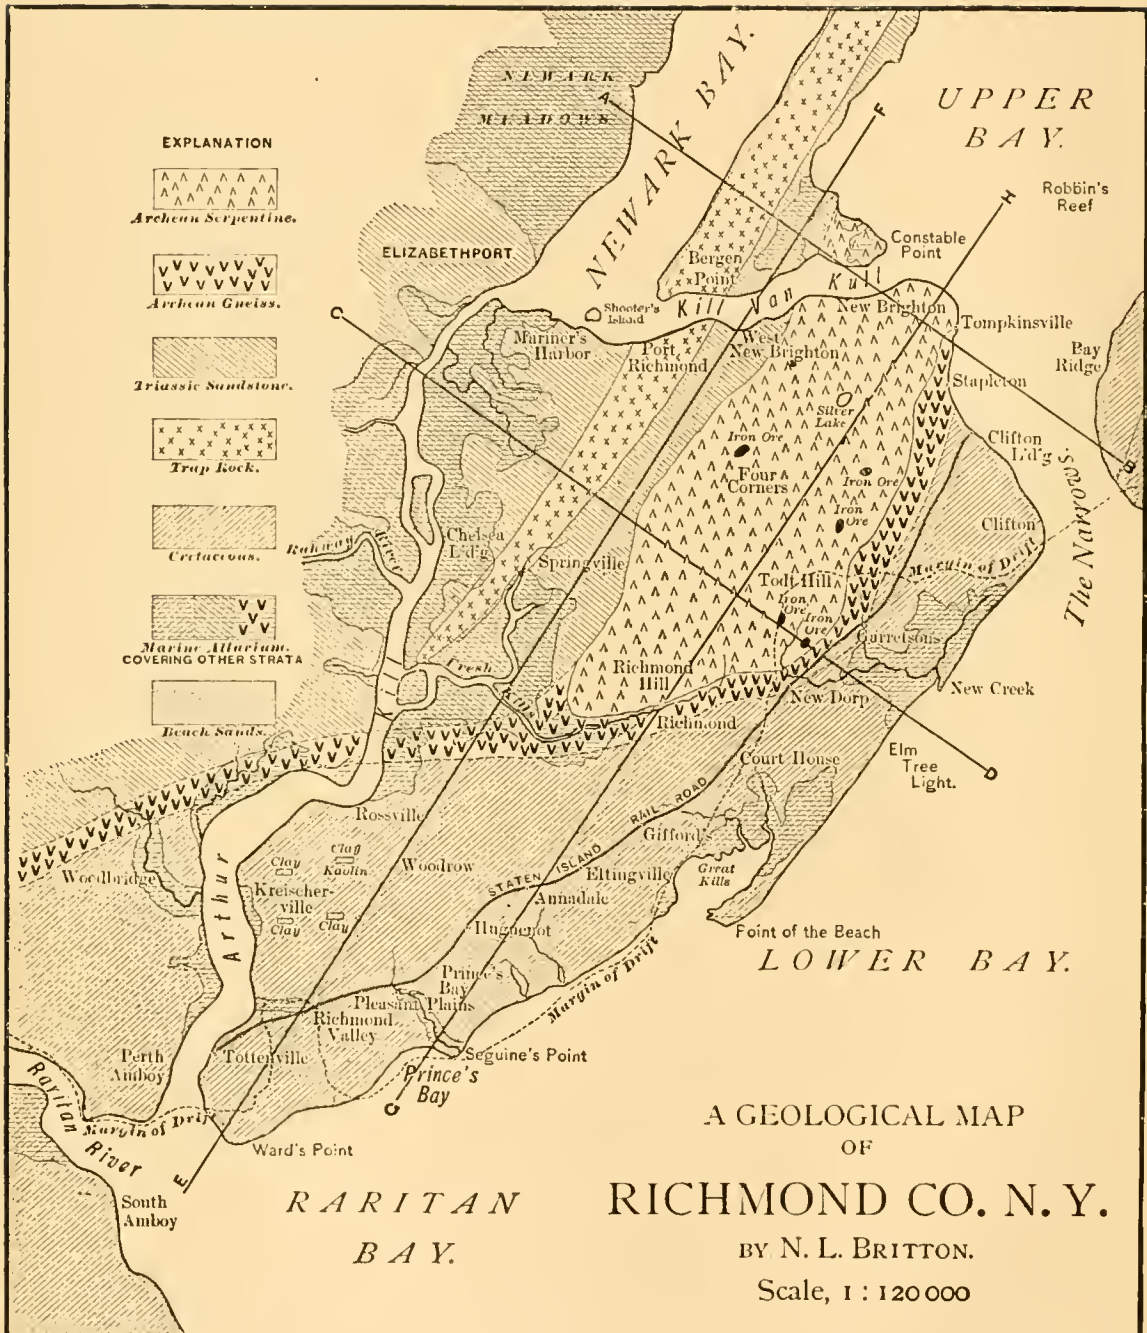 NEWARK
MEADOWS
NEWARK BAY.
UPPER
BAY.
A
F
H
Robbin's
Reef
EXPLANATION
Archean Serpentine.
Archean Gneiss.
Triassic Sandstone.
Trap Rock.
Cretaceous.
Marine Alluvium.
COVERING OTHER STRATA
Beach Sands.
ELIZABETHPORT
Constable
Point
Bergen
Point
Kill Van Kull
Shooter's
Island
New Brighton
Tompkinsville
C
Mariner's
Harbor
Port
Richmond
West
New Brighton
Bay
Ridge
Stapleton
Silver
Lake
Iron Ore
Clifton
L'd'g
B
Four
Corners
Iron Ore
Iron
Ore
The Narrows.
Clifton
Rahway River
Chelsea
L'd'g
Springville
Todt Hill
Margin of Drift
Iron
Ore
Iron
Ore
Garretsons
Fresh Kills
Richmond
Hill
New Dorp
New Creek
Kill
Richmond
Court House
Elm
Tree
Light.
D
Rossville
STATEN ISLAND RAIL ROAD
Gifford's
Clay
Clay
Kaolin
Woodrow
Woodbridge
Kreischer-
ville
Clay
Clay
Eltingville
Great
Kills
Annadale
Arthur
Huguenot
Point of the Beach
LOWER BAY.
Prince's
Bay
Pleasant Plains
Margin of Drift
Richmond
Valley
Perth
Amboy
Tottenville
Seguine's Point
Prince's
Bay
G
Raritan
River
Margin of Drift
Ward's Point
E
South
Amboy
RARITAN
BAY.
A GEOLOGICAL MAP
OF
RICHMOND CO. N. Y.
BY N. L. BRITTON.
Scale, 1 : 120000